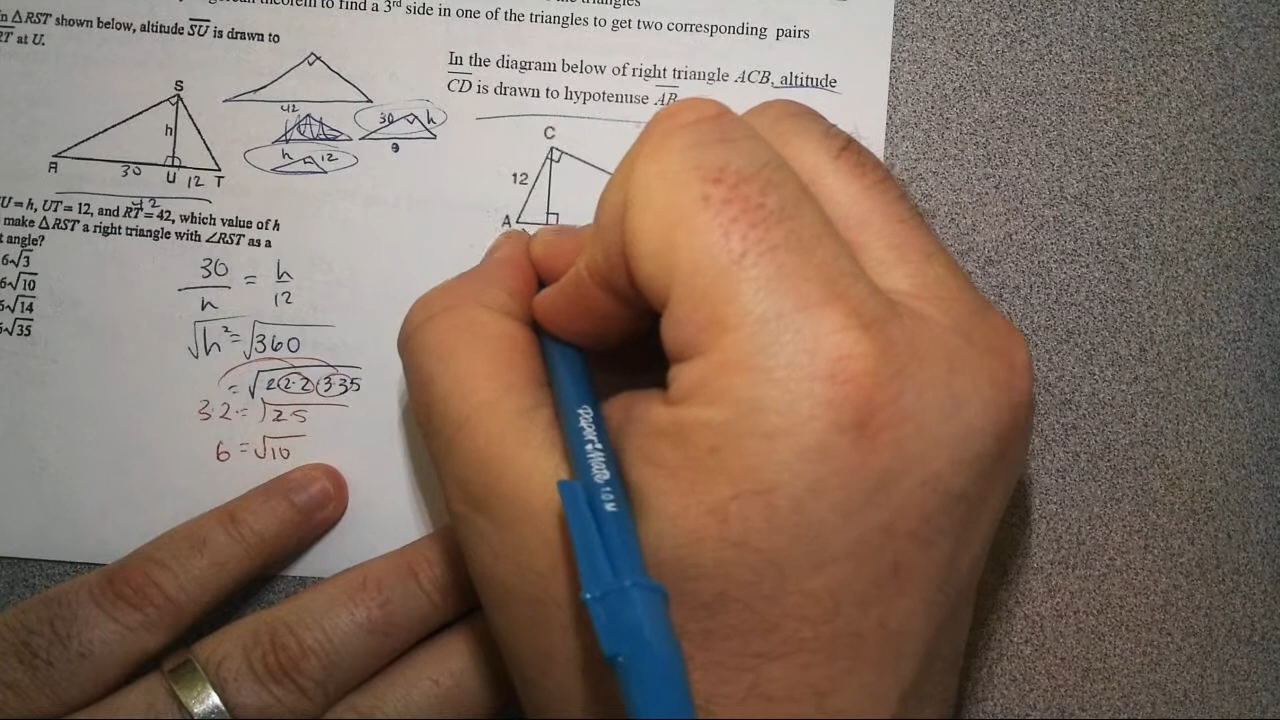 theorem to find a 3rd side in one of the triangles to get two corresponding pairs
n △RST shown below, altitude SU is drawn to
RT at U.
In the diagram below of right triangle ACB, altitude
CD is drawn to hypotenuse AB
S
h
R
30
U
12
T
42
30
h
h
12
C
12
A
U = h, UT = 12, and RT = 42, which value of h
make △RST a right triangle with ∠RST as a
t angle?
6√3
6√10
6√14
6√35
30/h = h/12
√h² = √360
= √2 2·2·3·3 5
3·2 = √2 5
6 = √10
Paper Mate 1.0 M